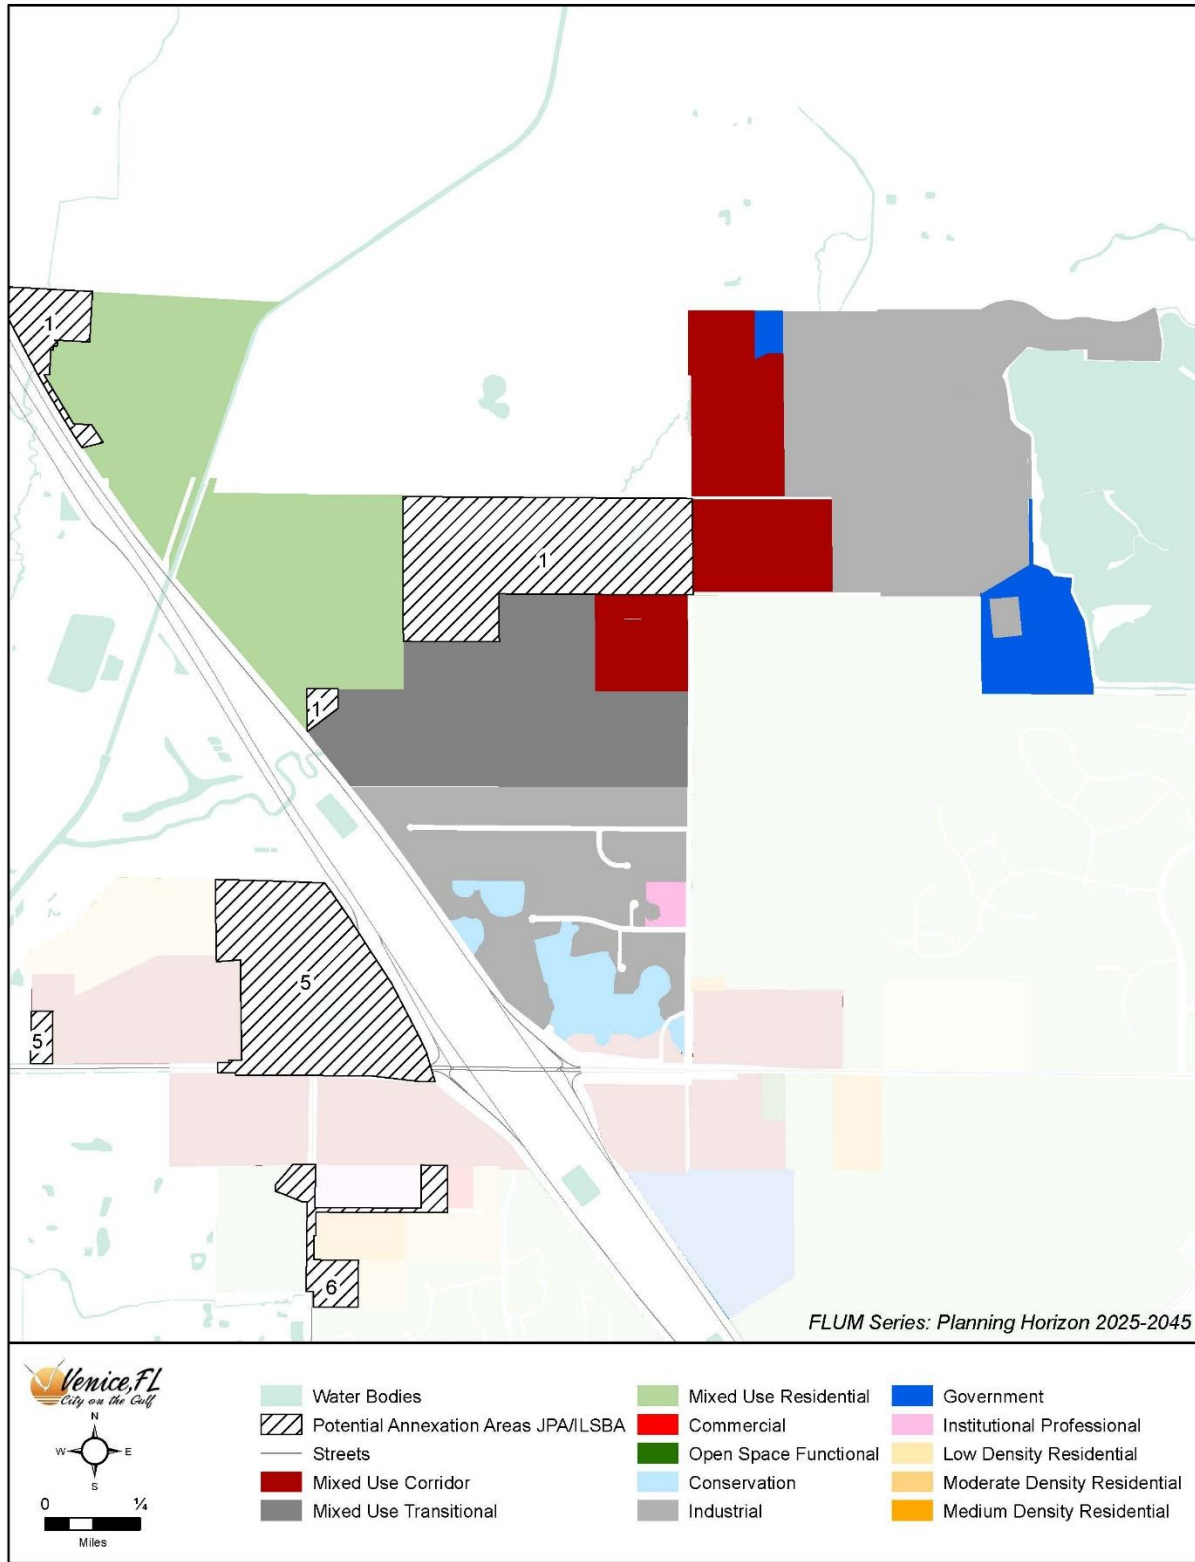 1
1
1
5
5
6
FLUM Series: Planning Horizon 2025-2045
Venice, FL
City on the Gulf
N
W E
S
0 ¼
Miles
Water Bodies
Potential Annexation Areas JPA/ILSBA
Streets
Mixed Use Corridor
Mixed Use Transitional
Mixed Use Residential
Commercial
Open Space Functional
Conservation
Industrial
Government
Institutional Professional
Low Density Residential
Moderate Density Residential
Medium Density Residential